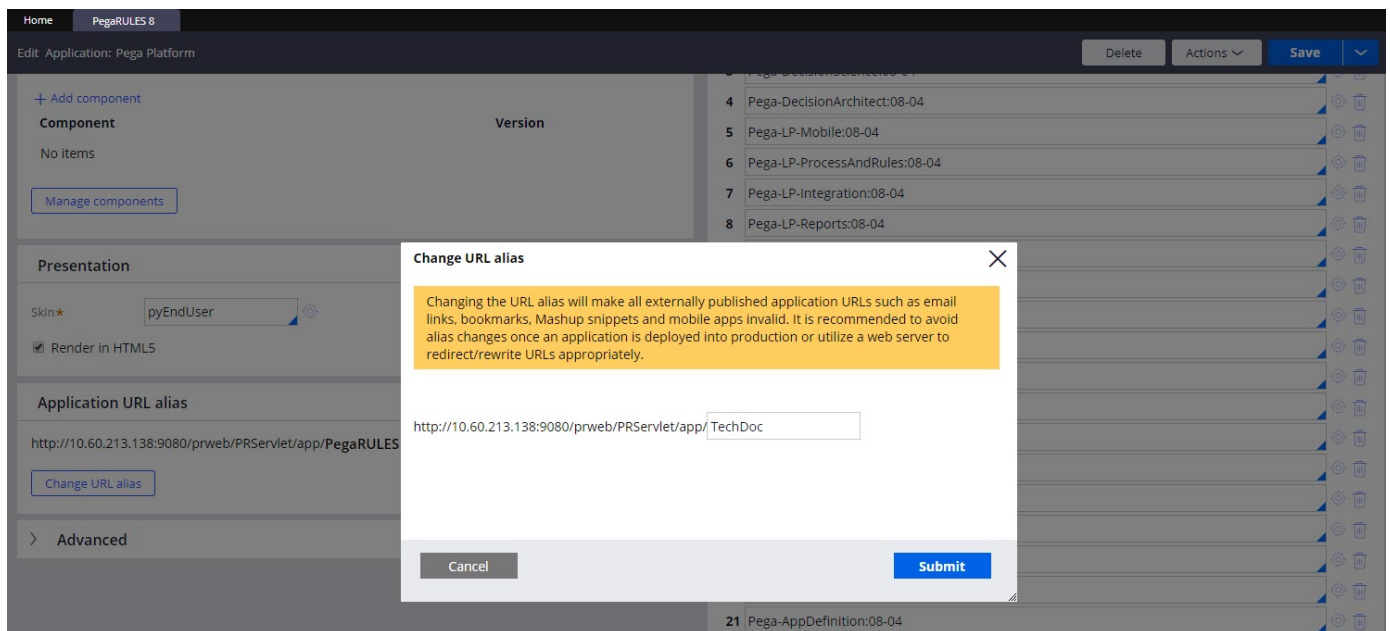 Home PegaRULES 8
Edit Application: Pega Platform Delete Actions Save
+ Add component
Component Version
No items
Manage components
Presentation
Skin★ pyEndUser
Render in HTML5
Application URL alias
http://10.60.213.138:9080/prweb/PRServlet/app/PegaRULES
Change URL alias
Advanced
4 Pega-DecisionArchitect:08-04
5 Pega-LP-Mobile:08-04
6 Pega-LP-ProcessAndRules:08-04
7 Pega-LP-Integration:08-04
8 Pega-LP-Reports:08-04
21 Pega-AppDefinition:08-04
Change URL alias
Changing the URL alias will make all externally published application URLs such as email
links, bookmarks, Mashup snippets and mobile apps invalid. It is recommended to avoid
alias changes once an application is deployed into production or utilize a web server to
redirect/rewrite URLs appropriately.
http://10.60.213.138:9080/prweb/PRServlet/app/ TechDoc
Cancel Submit